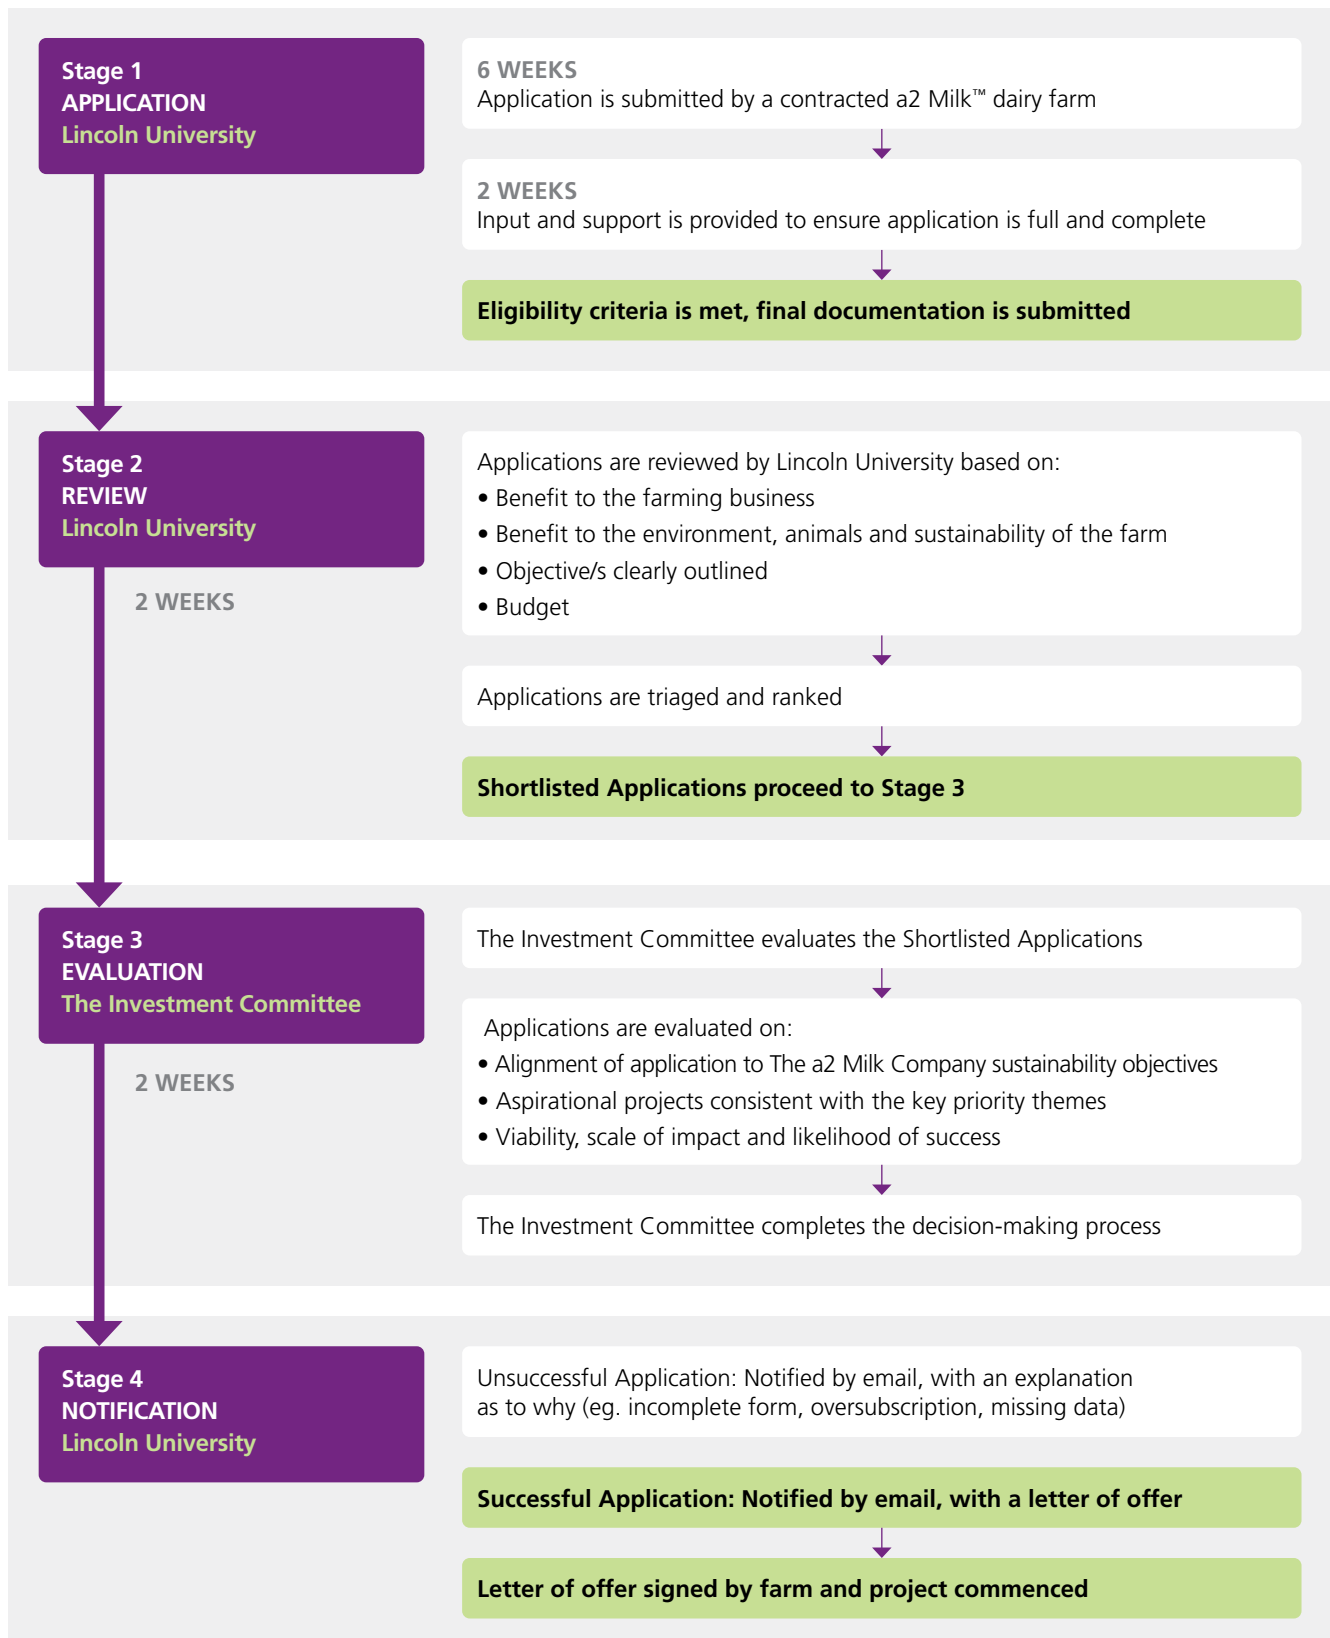 Stage 1
APPLICATION
Lincoln University
6 WEEKS
Application is submitted by a contracted a2 Milk™ dairy farm
2 WEEKS
Input and support is provided to ensure application is full and complete
Eligibility criteria is met, final documentation is submitted
Stage 2
REVIEW
Lincoln University
2 WEEKS
Applications are reviewed by Lincoln University based on:
• Benefit to the farming business
• Benefit to the environment, animals and sustainability of the farm
• Objective/s clearly outlined
• Budget
Applications are triaged and ranked
Shortlisted Applications proceed to Stage 3
Stage 3
EVALUATION
The Investment Committee
2 WEEKS
The Investment Committee evaluates the Shortlisted Applications
Applications are evaluated on:
• Alignment of application to The a2 Milk Company sustainability objectives
• Aspirational projects consistent with the key priority themes
• Viability, scale of impact and likelihood of success
The Investment Committee completes the decision-making process
Stage 4
NOTIFICATION
Lincoln University
Unsuccessful Application: Notified by email, with an explanation
as to why (eg. incomplete form, oversubscription, missing data)
Successful Application: Notified by email, with a letter of offer
Letter of offer signed by farm and project commenced